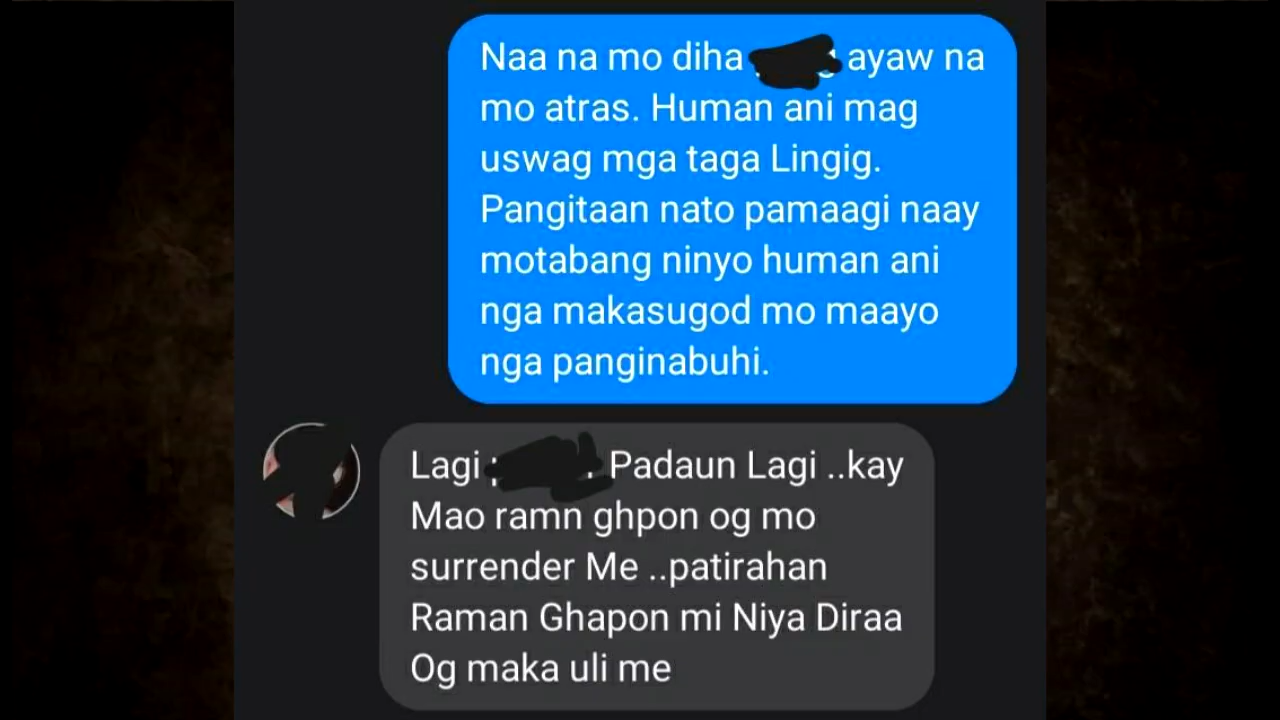 Naa na mo diha ayaw na
mo atras. Human ani mag
uswag mga taga Lingig.
Pangitaan nato pamaagi naay
motabang ninyo human ani
nga makasugod mo maayo
nga panginabuhi.
Lagi Padaun Lagi ..kay
Mao ramn ghpon og mo
surrender Me ..patirahan
Raman Ghapon mi Niya Diraa
Og maka uli me